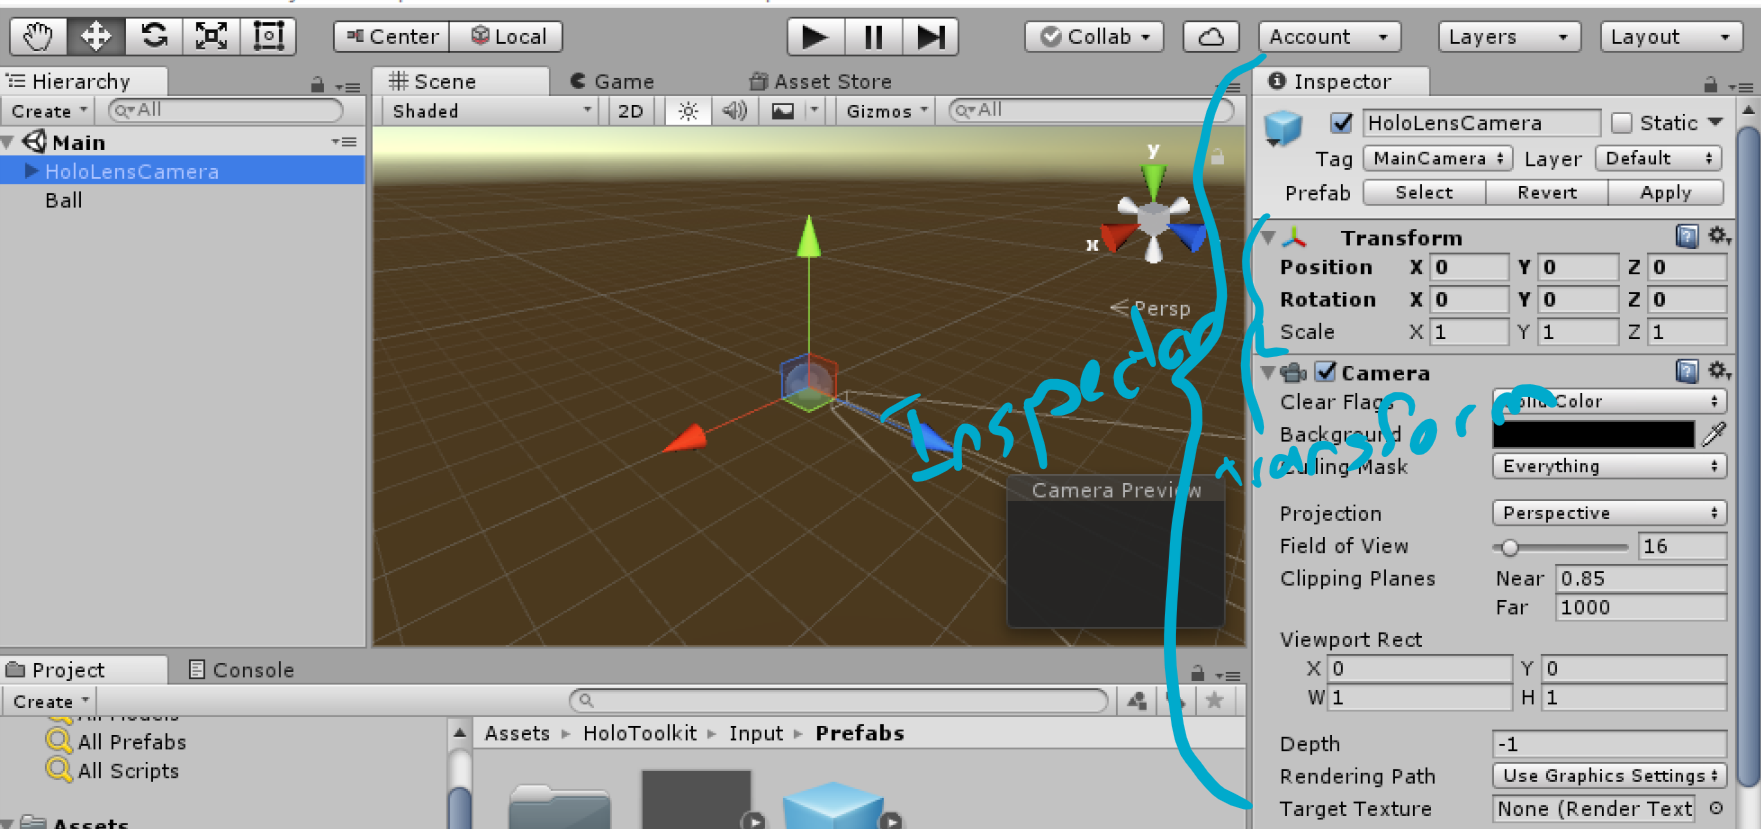 Center Local Collab Account Layers Layout
Hierarchy
Create All
Main
HoloLensCamera
Ball
Scene Game Asset Store
Shaded 2D Gizmos All
y
x
Persp
Inspector
Camera Preview
Inspector
HoloLensCamera Static
Tag MainCamera Layer Default
Prefab Select Revert Apply
Transform
Position X 0 Y 0 Z 0
Rotation X 0 Y 0 Z 0
Scale X 1 Y 1 Z 1
Camera
Clear Flags Solid Color
Background
Culling Mask Everything
transform
Projection Perspective
Field of View 16
Clipping Planes Near 0.85
Far 1000
Viewport Rect
X 0 Y 0
W 1 H 1
Depth -1
Rendering Path Use Graphics Settings
Target Texture None (Render Text
Project Console
Create
All Models
All Prefabs
All Scripts
Assets
Assets HoloToolkit Input Prefabs